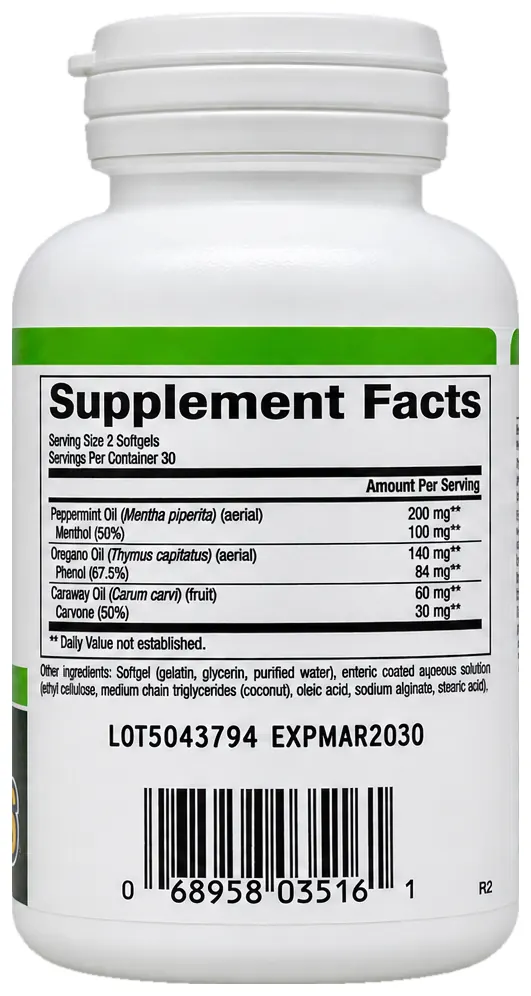 Supplement Facts
Serving Size 2 Softgels
Servings Per Container 30
Amount Per Serving
Peppermint Oil (Mentha piperita) (aerial) 200 mg**
Menthol (50%) 100 mg**
Oregano Oil (Thymus capitatus) (aerial) 140 mg**
Phenol (67.5%) 84 mg**
Caraway Oil (Carum carvi) (fruit) 60 mg**
Carvone (50%) 30 mg**
** Daily Value not established.
Other ingredients: Softgel (gelatin, glycerin, purified water), enteric coated aqueous solution
(ethyl cellulose, medium chain triglycerides (coconut), oleic acid, sodium alginate, stearic acid).
LOT5043794 EXPMAR2030
0 68958 03516 1
R2